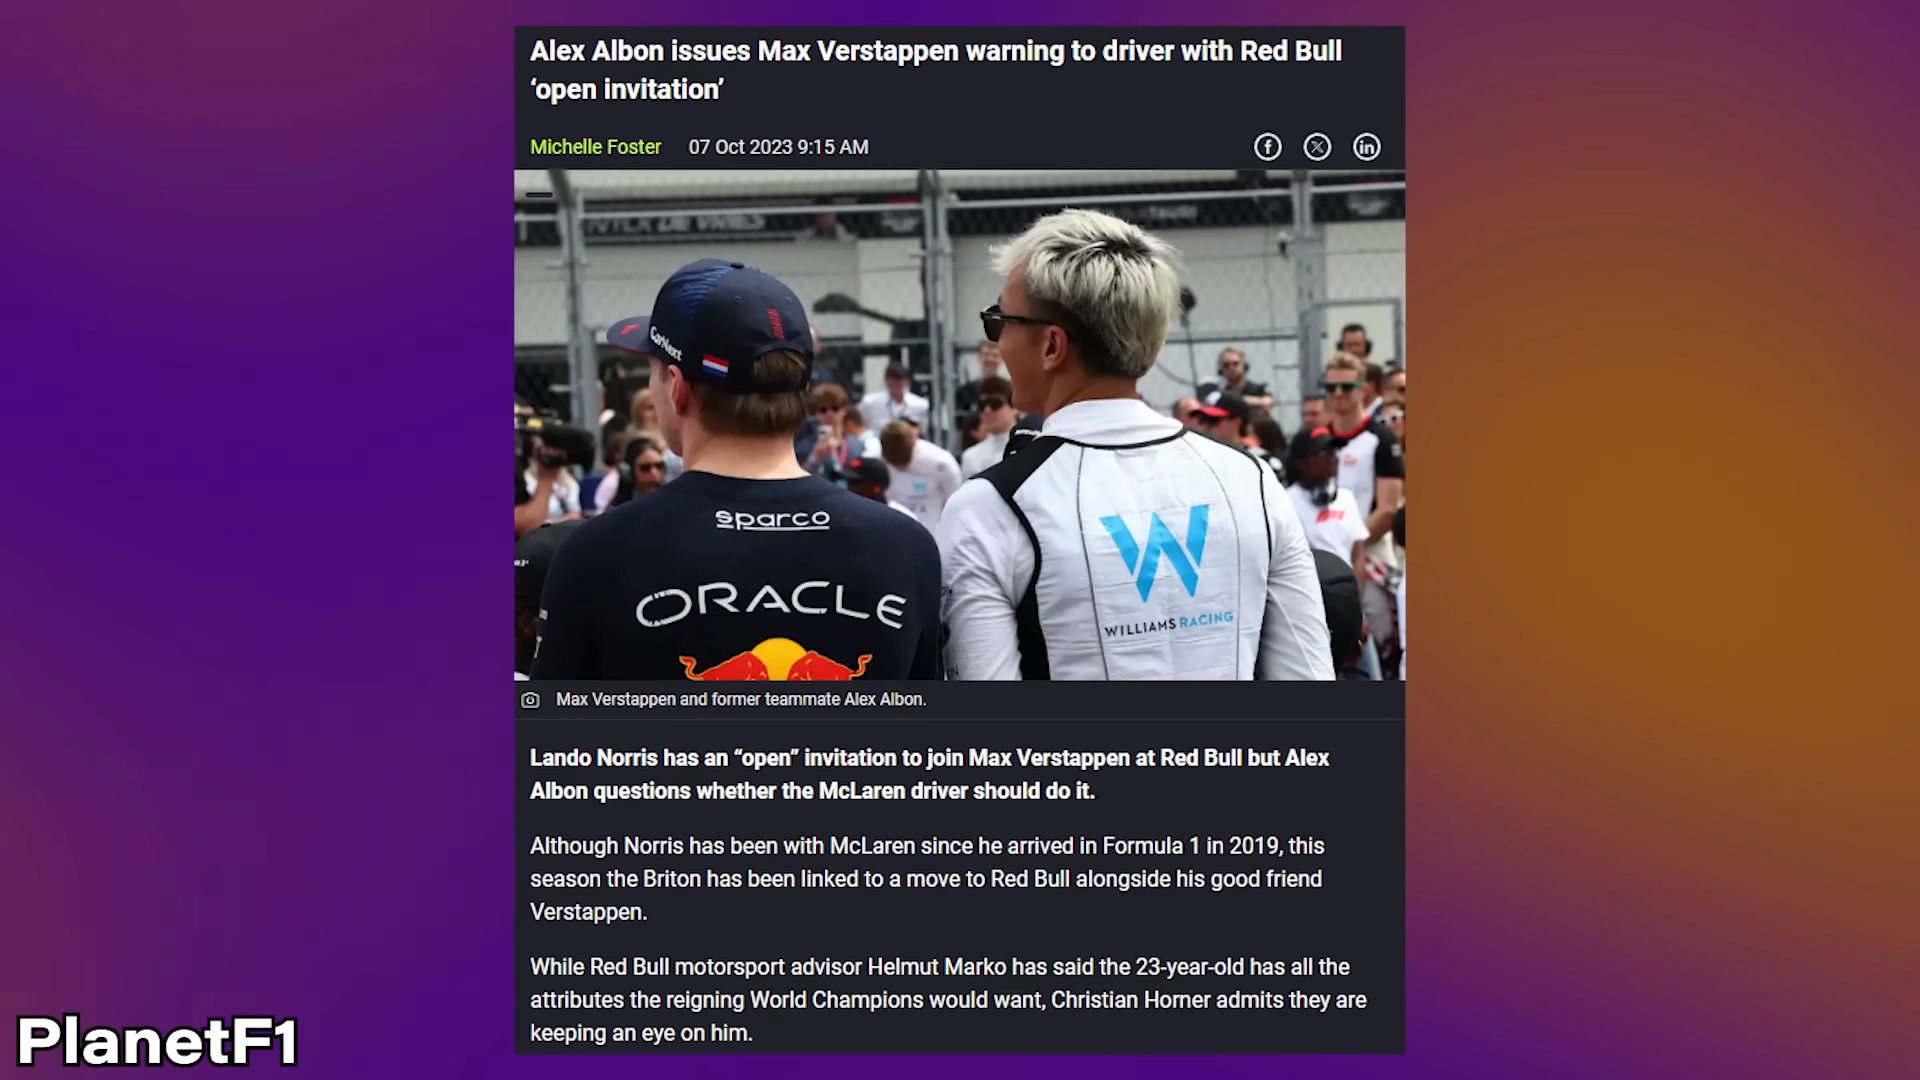 Alex Albon issues Max Verstappen warning to driver with Red Bull
‘open invitation’
Michelle Foster 07 Oct 2023 9:15 AM
CarNext
sparco
ORACLE
W
WILLIAMS RACING
Max Verstappen and former teammate Alex Albon.
Lando Norris has an “open” invitation to join Max Verstappen at Red Bull but Alex
Albon questions whether the McLaren driver should do it.
Although Norris has been with McLaren since he arrived in Formula 1 in 2019, this
season the Briton has been linked to a move to Red Bull alongside his good friend
Verstappen.
While Red Bull motorsport advisor Helmut Marko has said the 23-year-old has all the
attributes the reigning World Champions would want, Christian Horner admits they are
keeping an eye on him.
PlanetF1